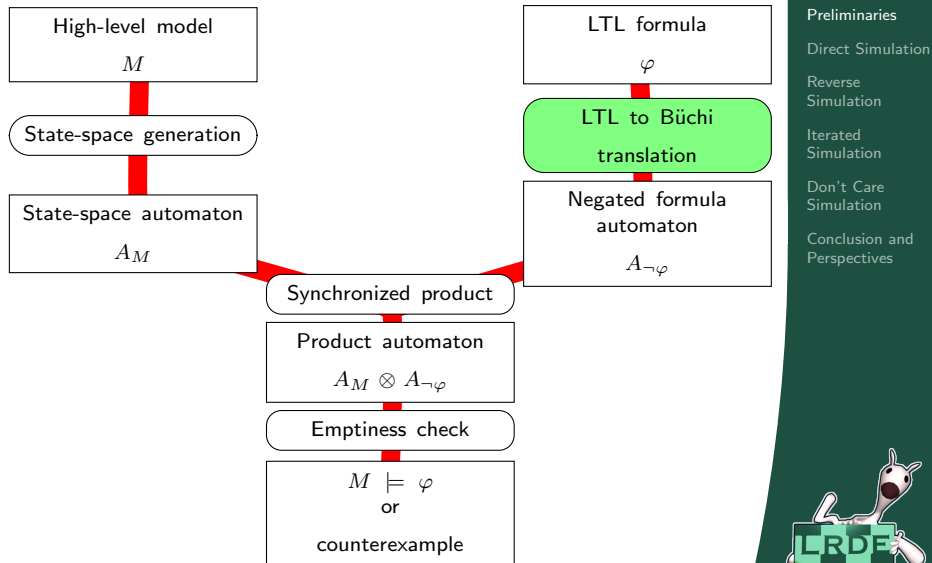 High-level model
M
State-space generation
State-space automaton
A_M
LTL formula
φ
LTL to Büchi
translation
Negated formula
automaton
A_¬φ
Synchronized product
Product automaton
A_M ⊗ A_¬φ
Emptiness check
M ⊨ φ
or
counterexample
Preliminaries
Direct Simulation
Reverse
Simulation
Iterated
Simulation
Don't Care
Simulation
Conclusion and
Perspectives
LRDE